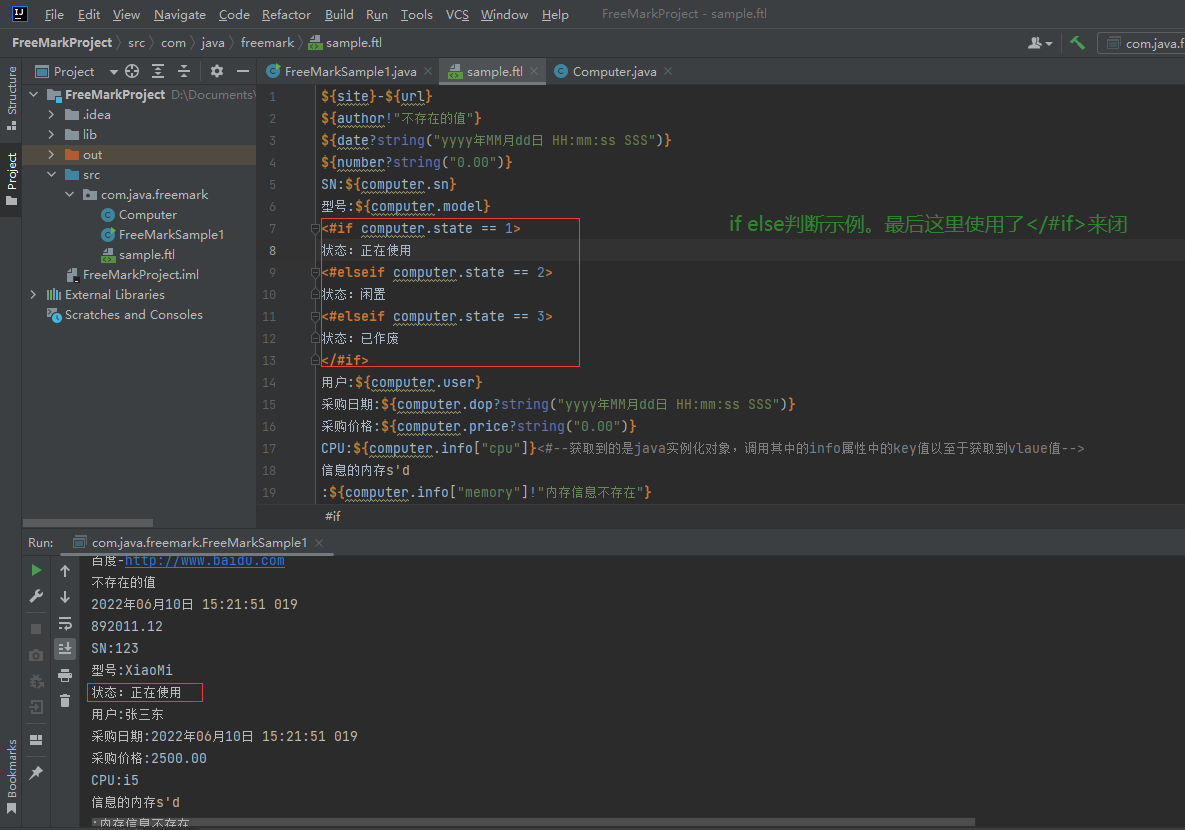 File Edit View Navigate Code Refactor Build Run Tools VCS Window Help FreeMarkProject - sample.ftl
FreeMarkProject src com java freemark sample.ftl com.java.f
Project FreeMarkSample1.java sample.ftl Computer.java
Structure
Project
FreeMarkProject D:\Documents\
.idea
lib
out
src
com.java.freemark
Computer
FreeMarkSample1
sample.ftl
FreeMarkProject.iml
External Libraries
Scratches and Consoles
1 ${site}-${url}
2 ${author!"不存在的值"}
3 ${date?string("yyyy年MM月dd日 HH:mm:ss SSS")}
4 ${number?string("0.00")}
5 SN:${computer.sn}
6 型号:${computer.model}
7 <#if computer.state == 1>
8 状态：正在使用
9 <#elseif computer.state == 2>
10 状态：闲置
11 <#elseif computer.state == 3>
12 状态：已作废
13 </#if>
14 用户:${computer.user}
15 采购日期:${computer.dop?string("yyyy年MM月dd日 HH:mm:ss SSS")}
16 采购价格:${computer.price?string("0.00")}
17 CPU:${computer.info["cpu"]}<#--获取到的是java实例化对象，调用其中的info属性中的key值以至于获取到vlaue值-->
18 信息的内存s'd
19 :${computer.info["memory"]!"内存信息不存在"}
if else判断示例。最后这里使用了</#if>来闭
#if
Run: com.java.freemark.FreeMarkSample1
百度-http://www.baidu.com
不存在的值
2022年06月10日 15:21:51 019
892011.12
SN:123
型号:XiaoMi
状态：正在使用
用户:张三东
采购日期:2022年06月10日 15:21:51 019
采购价格:2500.00
CPU:i5
信息的内存s'd
:内存信息不存在
Bookmarks